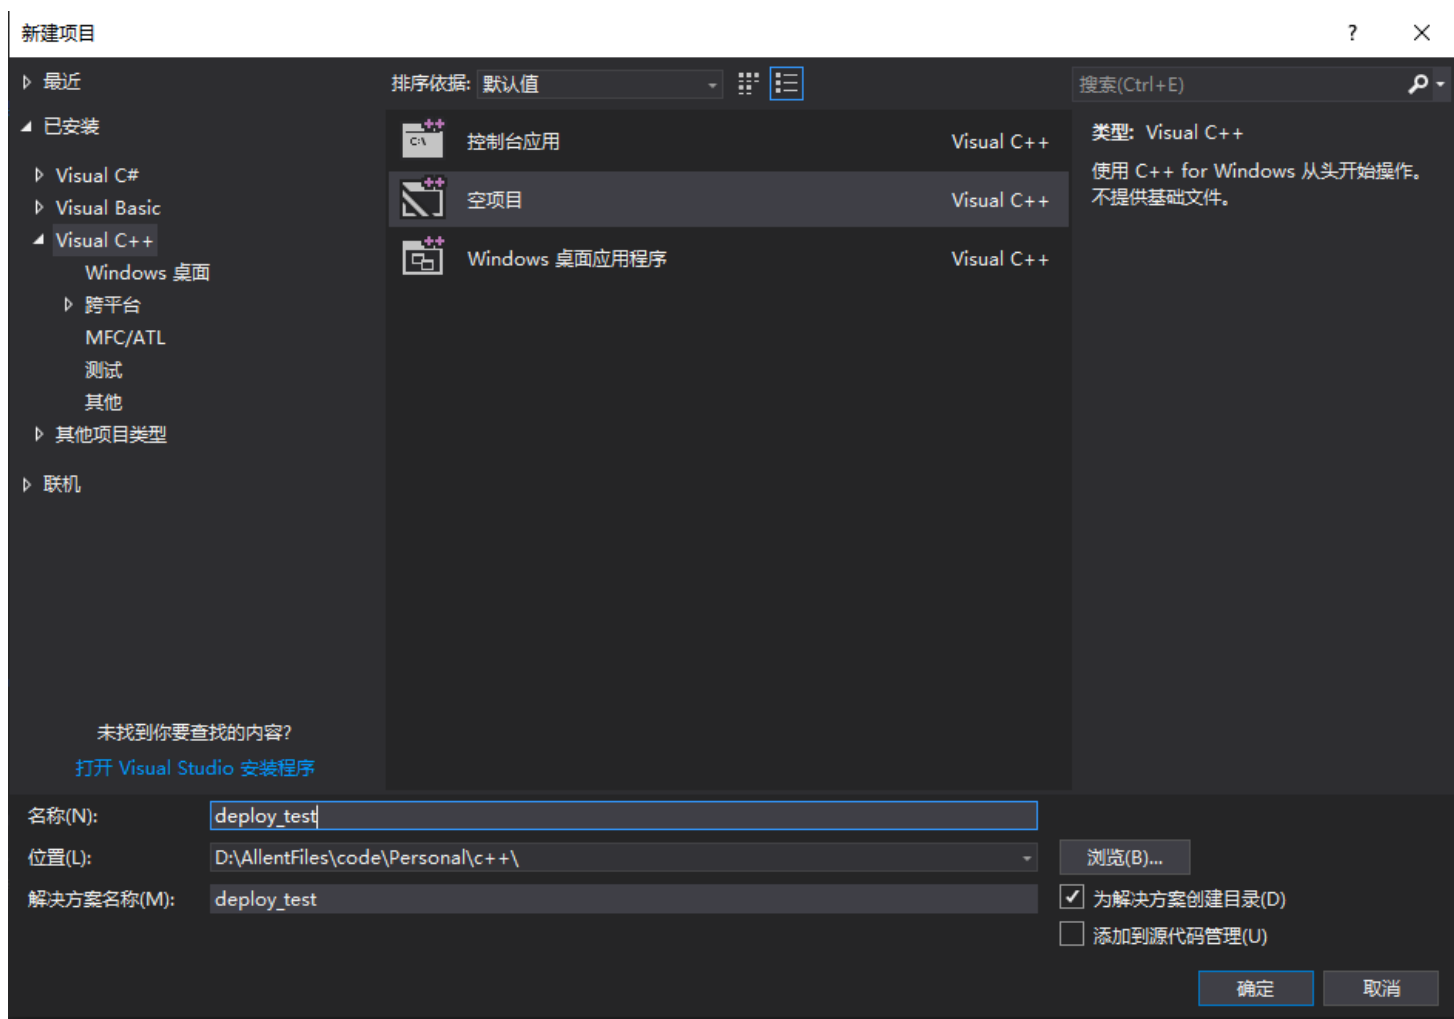 新建项目
?
最近
已安装
Visual C#
Visual Basic
Visual C++
Windows 桌面
跨平台
MFC/ATL
测试
其他
其他项目类型
联机
未找到你要查找的内容?
打开 Visual Studio 安装程序
排序依据: 默认值
C:\
控制台应用 Visual C++
空项目 Visual C++
Windows 桌面应用程序 Visual C++
搜索(Ctrl+E)
类型: Visual C++
使用 C++ for Windows 从头开始操作。
不提供基础文件。
名称(N): deploy_test
位置(L): D:\AllentFiles\code\Personal\c++\ 浏览(B)...
解决方案名称(M): deploy_test
为解决方案创建目录(D)
添加到源代码管理(U)
确定 取消